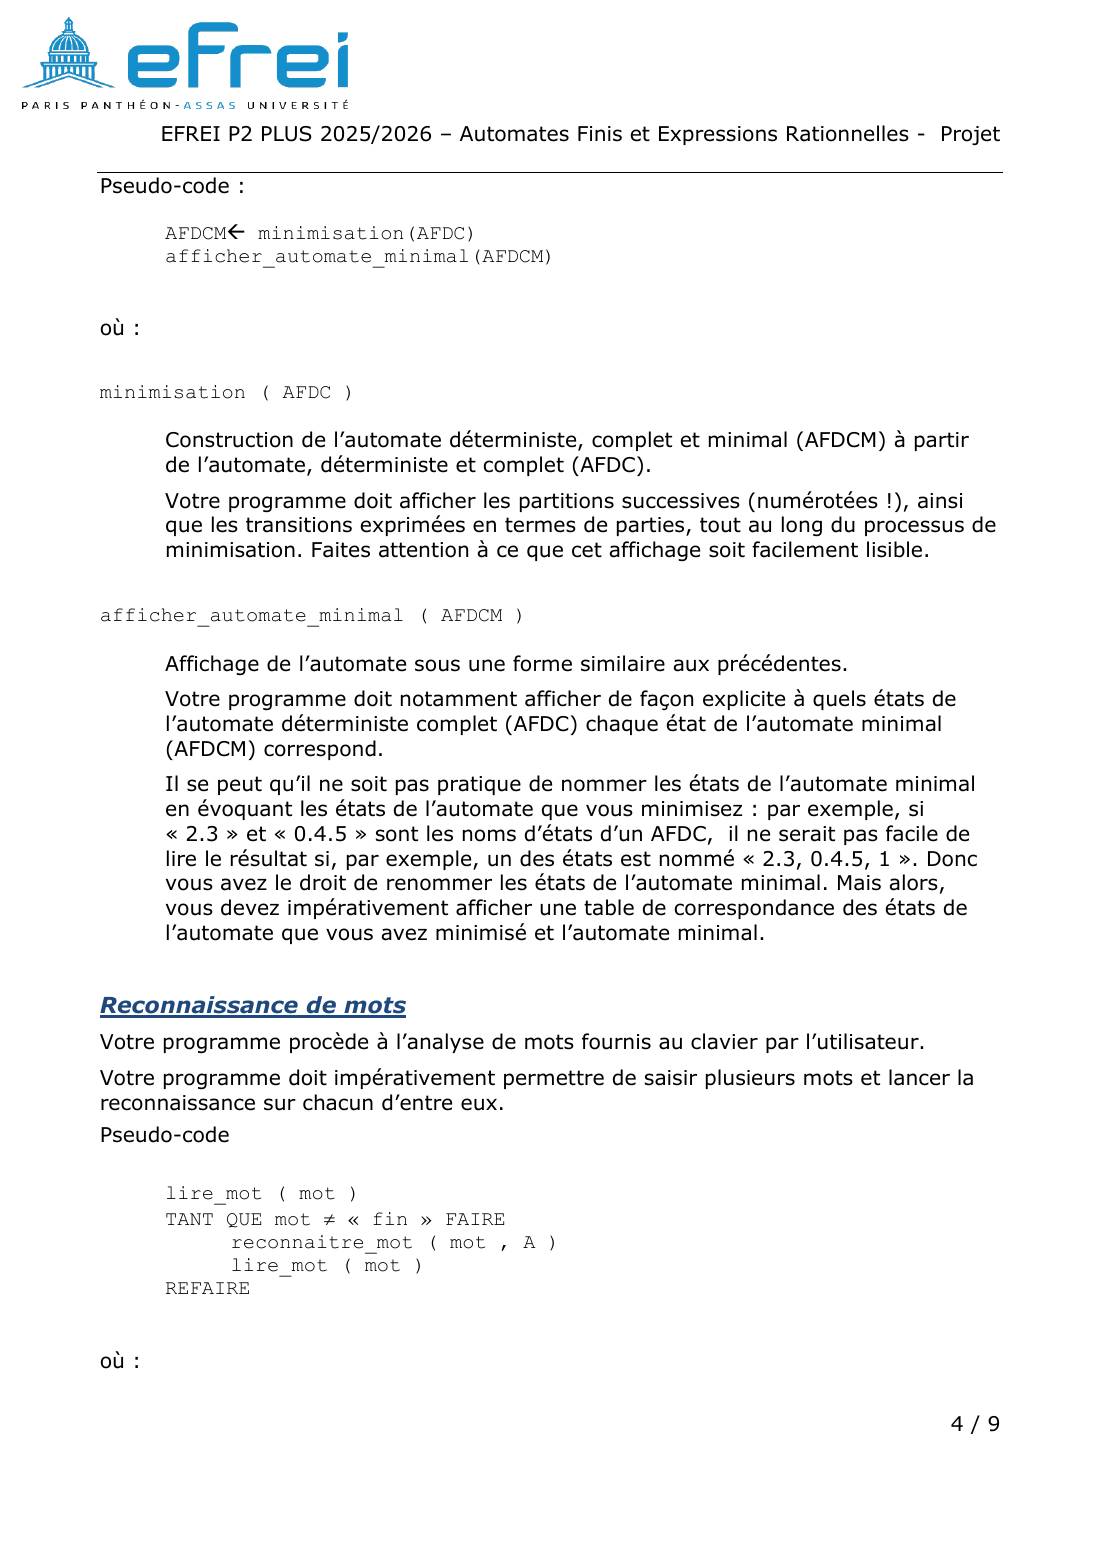 efrei
PARIS PANTHÉON-ASSAS UNIVERSITÉ
EFREI P2 PLUS 2025/2026 – Automates Finis et Expressions Rationnelles - Projet
Pseudo-code :
AFDCM← minimisation(AFDC)
afficher_automate_minimal(AFDCM)
où :
minimisation ( AFDC )
Construction de l’automate déterministe, complet et minimal (AFDCM) à partir
de l’automate, déterministe et complet (AFDC).
Votre programme doit afficher les partitions successives (numérotées !), ainsi
que les transitions exprimées en termes de parties, tout au long du processus de
minimisation. Faites attention à ce que cet affichage soit facilement lisible.
afficher_automate_minimal ( AFDCM )
Affichage de l’automate sous une forme similaire aux précédentes.
Votre programme doit notamment afficher de façon explicite à quels états de
l’automate déterministe complet (AFDC) chaque état de l’automate minimal
(AFDCM) correspond.
Il se peut qu’il ne soit pas pratique de nommer les états de l’automate minimal
en évoquant les états de l’automate que vous minimisez : par exemple, si
« 2.3 » et « 0.4.5 » sont les noms d’états d’un AFDC, il ne serait pas facile de
lire le résultat si, par exemple, un des états est nommé « 2.3, 0.4.5, 1 ». Donc
vous avez le droit de renommer les états de l’automate minimal. Mais alors,
vous devez impérativement afficher une table de correspondance des états de
l’automate que vous avez minimisé et l’automate minimal.
Reconnaissance de mots
Votre programme procède à l’analyse de mots fournis au clavier par l’utilisateur.
Votre programme doit impérativement permettre de saisir plusieurs mots et lancer la
reconnaissance sur chacun d’entre eux.
Pseudo-code
lire_mot ( mot )
TANT QUE mot ≠ « fin » FAIRE
reconnaitre_mot ( mot , A )
lire_mot ( mot )
REFAIRE
où :
4 / 9